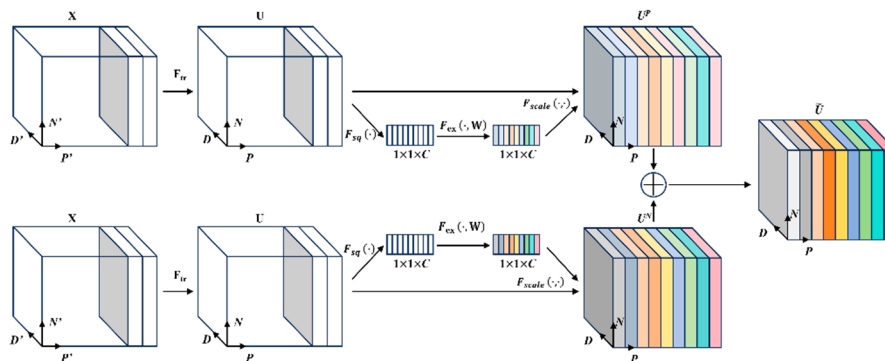 X
U
U^P
F_tr
N'
D'
P'
N
D
P
F_sq(·)
F_ex(·, W)
F_scale(·,·)
1×1×C
1×1×C
N
D
P
Ũ
N
D
P
X
U
U^N
F_tr
N'
D'
P'
N
D
P
F_sq(·)
F_ex(·, W)
F_scale(·,·)
1×1×C
1×1×C
N
D
P